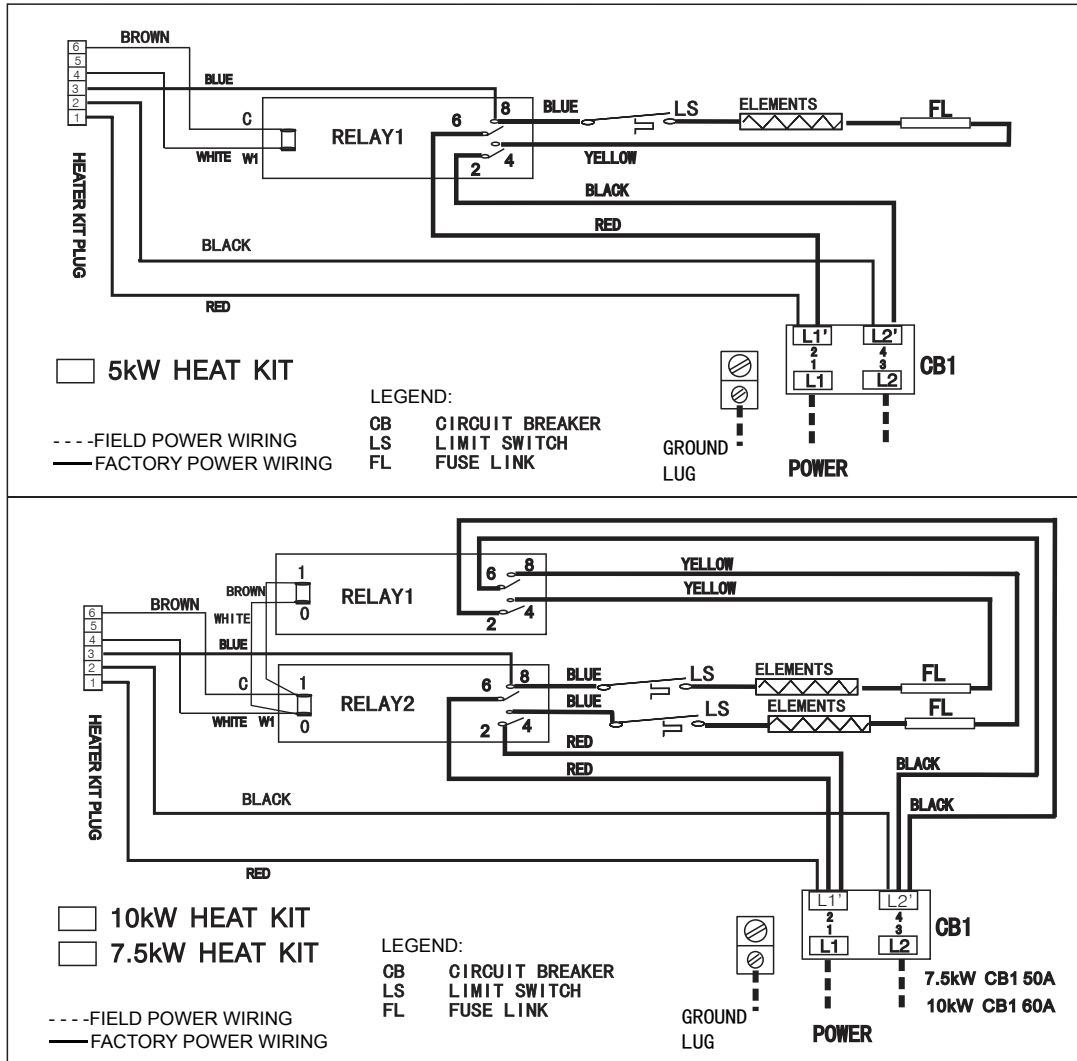 BROWN
6
5
4
3
2
1
BLUE
C
WHITE W1
RELAY1
6
8
2
4
BLUE
LS
ELEMENTS
FL
YELLOW
BLACK
RED
HEATER KIT PLUG
BLACK
RED
L1'
2
1
L1
L2'
4
3
L2
CB1
5kW HEAT KIT
LEGEND:
CB CIRCUIT BREAKER
LS LIMIT SWITCH
FL FUSE LINK
- - - -FIELD POWER WIRING
FACTORY POWER WIRING
GROUND
LUG
POWER
1
BROWN
WHITE
0
RELAY1
6
8
2
4
YELLOW
YELLOW
BROWN
6
5
4
3
2
1
BLUE
C
1
WHITE W1
0
RELAY2
6
8
2
4
BLUE
LS
ELEMENTS
FL
BLUE
LS
ELEMENTS
FL
RED
RED
BLACK
BLACK
HEATER KIT PLUG
BLACK
RED
L1'
2
1
L1
L2'
4
3
L2
CB1
10kW HEAT KIT
7.5kW HEAT KIT
LEGEND:
CB CIRCUIT BREAKER
LS LIMIT SWITCH
FL FUSE LINK
- - - -FIELD POWER WIRING
FACTORY POWER WIRING
GROUND
LUG
POWER
7.5kW CB1 50A
10kW CB1 60A